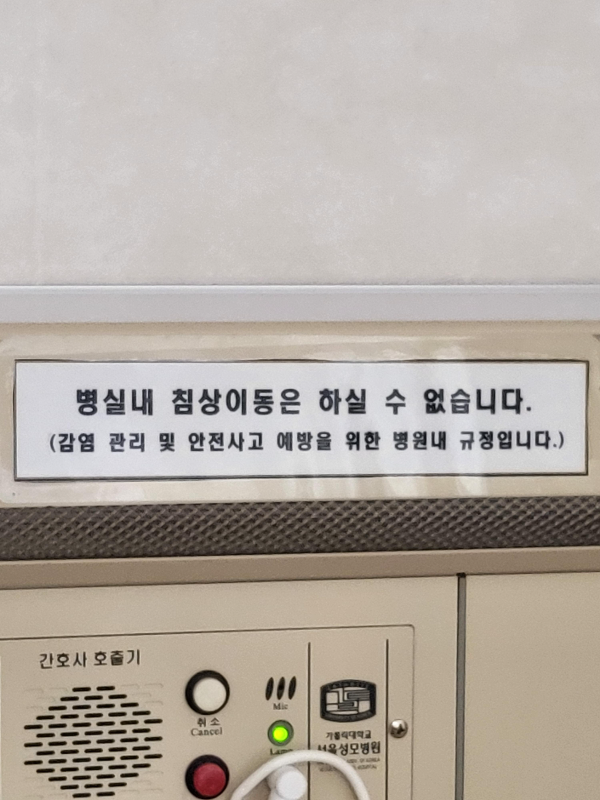 병실내 침상이동은 하실 수 없습니다.
(감염 관리 및 안전사고 예방을 위한 병원내 규정입니다.)
간호사 호출기
취소
Cancel
Mic
가톨릭대학교
서울성모병원